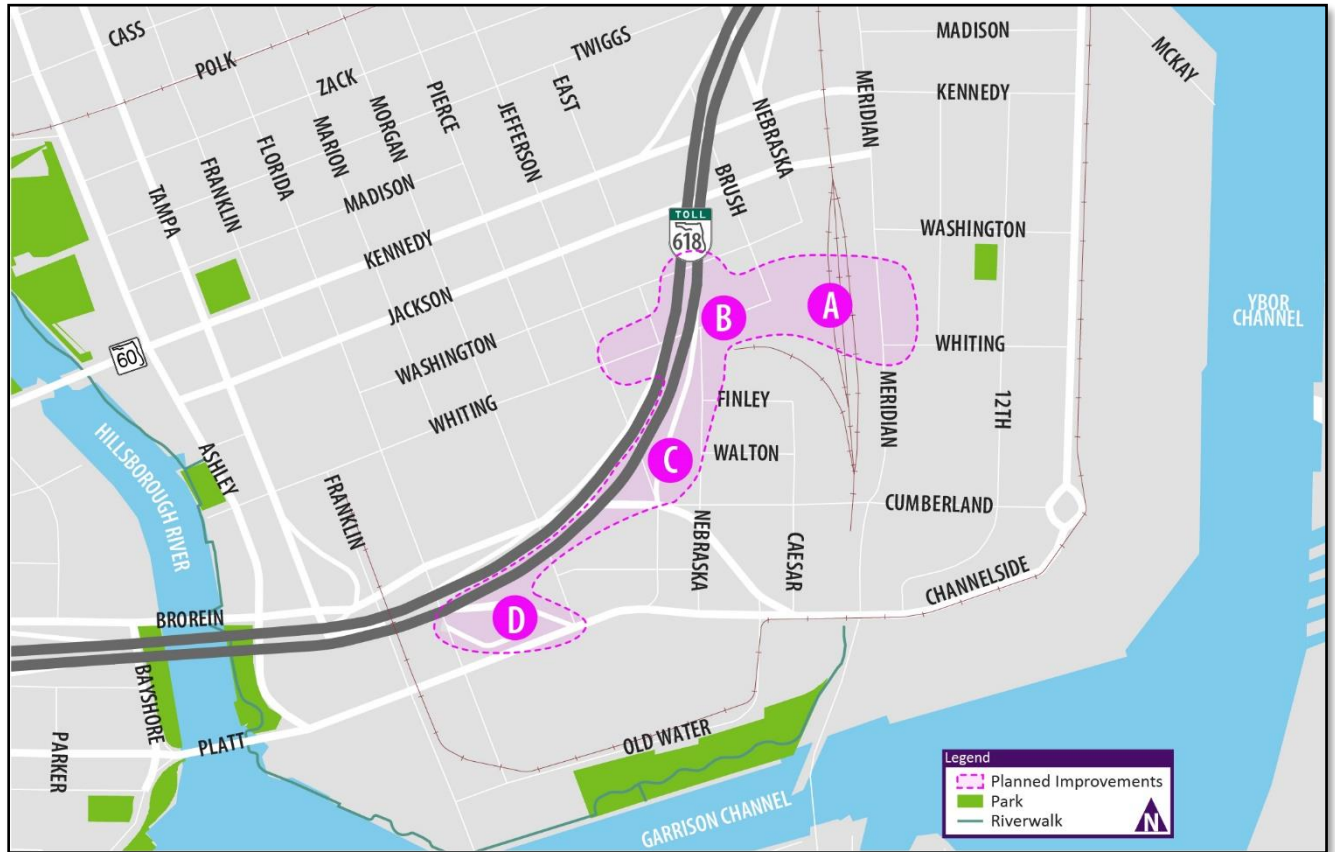 CASS
POLK
ZACK
TWIGGS
MADISON
MCKAY
KENNEDY
EAST
PIERCE
MORGAN
MARION
FLORIDA
FRANKLIN
TAMPA
JEFFERSON
NEBRASKA
MERIDIAN
BRUSH
MADISON
KENNEDY
JACKSON
WASHINGTON
WHITING
TOLL
618
WASHINGTON
A
B
WHITING
YBOR
CHANNEL
60
HILLSBOROUGH RIVER
ASHLEY
FRANKLIN
FINLEY
MERIDIAN
12TH
C
WALTON
CUMBERLAND
NEBRASKA
CAESAR
CHANNELSIDE
BROREIN
D
BAYSHORE
PARKER
PLATT
OLD WATER
GARRISON CHANNEL
Legend
Planned Improvements
Park
Riverwalk
N